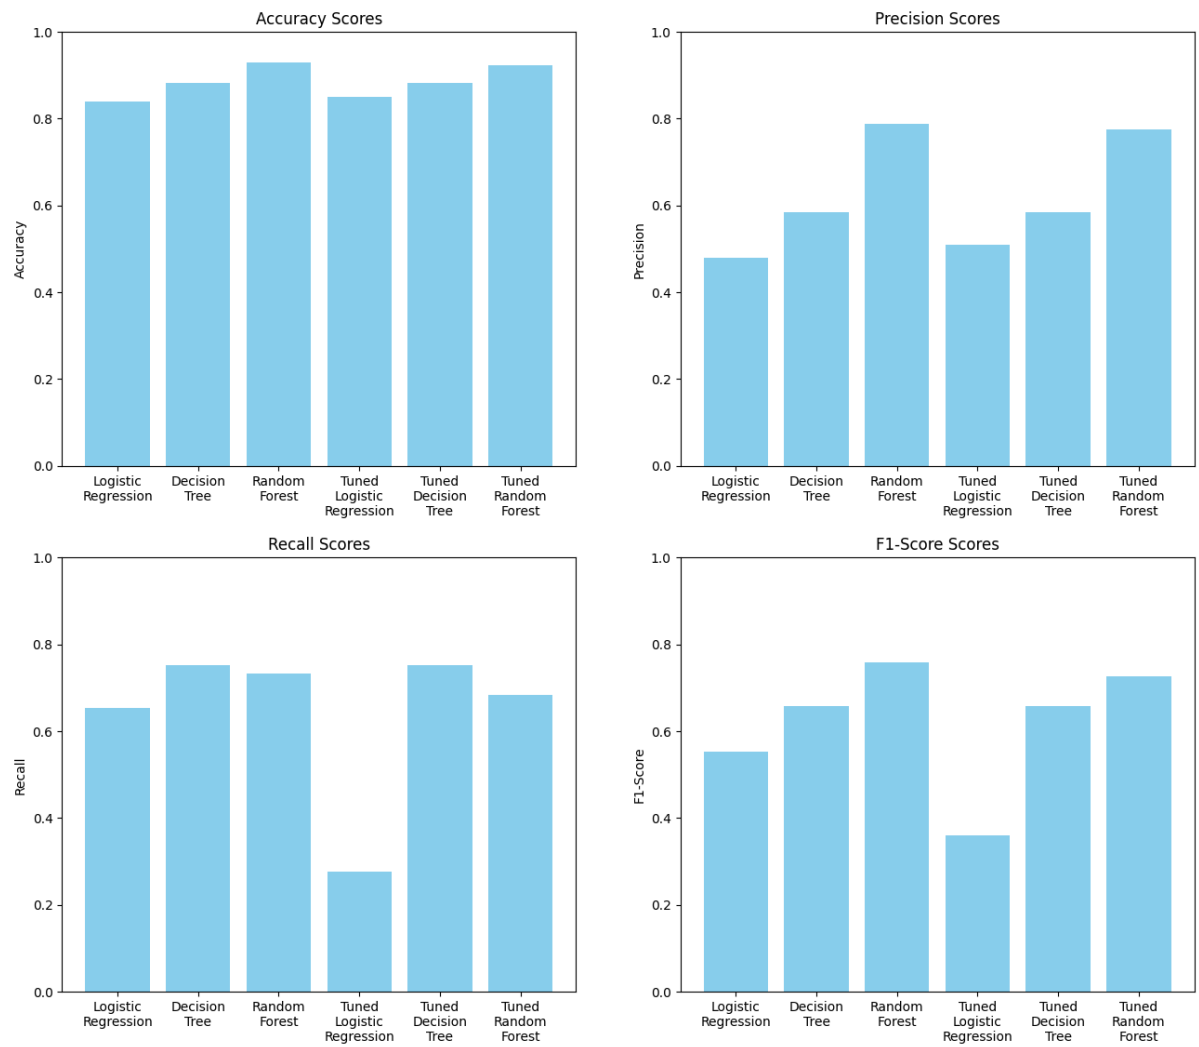 Accuracy Scores
1.0
0.8
0.6
0.4
0.2
0.0
Accuracy
Logistic
Regression
Decision
Tree
Random
Forest
Tuned
Logistic
Regression
Tuned
Decision
Tree
Tuned
Random
Forest
Precision Scores
1.0
0.8
0.6
0.4
0.2
0.0
Precision
Logistic
Regression
Decision
Tree
Random
Forest
Tuned
Logistic
Regression
Tuned
Decision
Tree
Tuned
Random
Forest
Recall Scores
1.0
0.8
0.6
0.4
0.2
0.0
Recall
Logistic
Regression
Decision
Tree
Random
Forest
Tuned
Logistic
Regression
Tuned
Decision
Tree
Tuned
Random
Forest
F1-Score Scores
1.0
0.8
0.6
0.4
0.2
0.0
F1-Score
Logistic
Regression
Decision
Tree
Random
Forest
Tuned
Logistic
Regression
Tuned
Decision
Tree
Tuned
Random
Forest